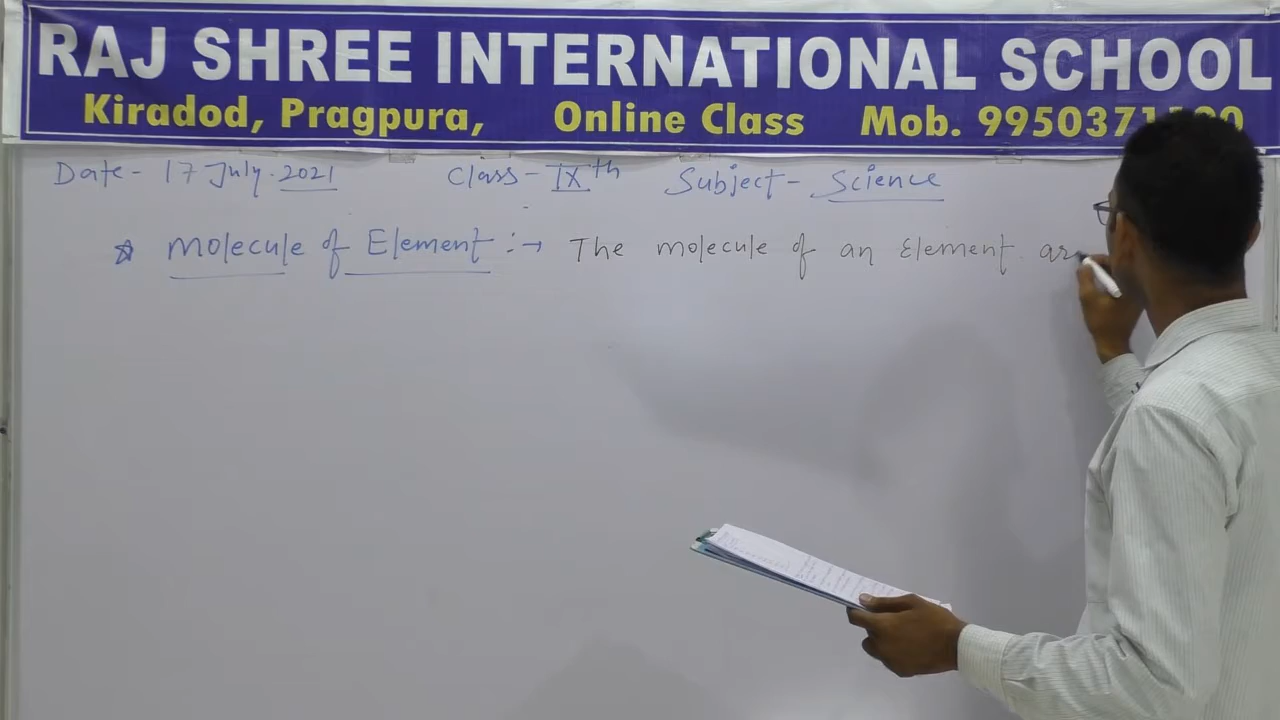 RAJ SHREE INTERNATIONAL SCHOOL
Kiradod, Pragpura, Online Class Mob.
Date - 17 July. 2021 Class - IXth Subject - Science
☆ Molecule of Element :→ The molecule of an Element ar